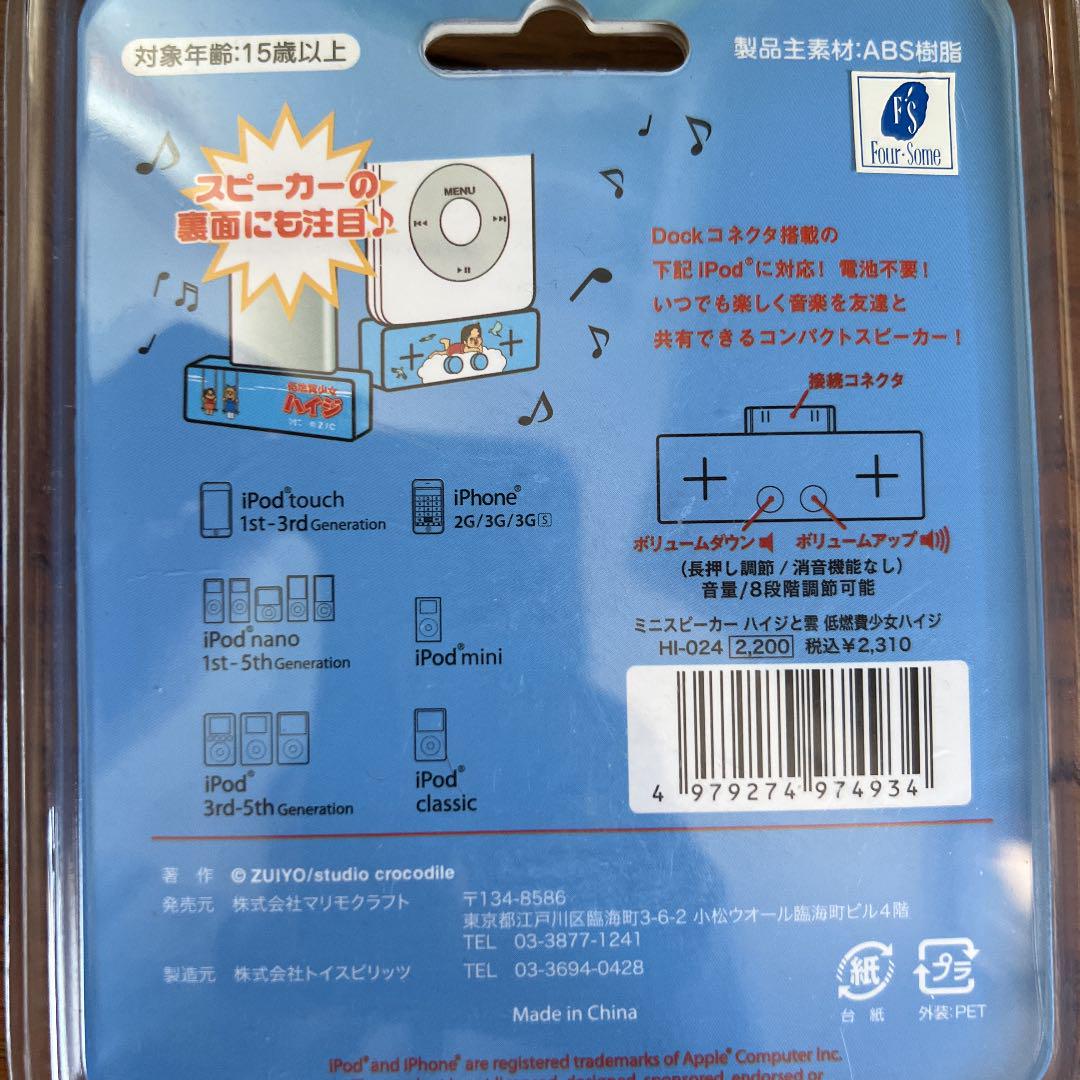 対象年齢:15歳以上
製品主素材:ABS樹脂
F'S
Four・Some
スピーカーの
裏面にも注目♪
MENU
低燃費少女
ハイジ
Dockコネクタ搭載の
下記iPod®に対応! 電池不要!
いつでも楽しく音楽を友達と
共有できるコンパクトスピーカー!
接続コネクタ
ボリュームダウン
ボリュームアップ
(長押し調節/消音機能なし)
音量/8段階調節可能
iPod®touch
1st-3rd Generation
iPhone®
2G/3G/3G S
iPod®nano
1st-5th Generation
iPod®mini
iPod®
3rd-5th Generation
iPod®
classic
ミニスピーカー ハイジと雲 低燃費少女ハイジ
HI-024 2,200 税込¥2,310
4 979274 974934
著 作 © ZUIYO/studio crocodile
発売元 株式会社マリモクラフト 〒134-8586
東京都江戸川区臨海町3-6-2 小松ウオール臨海町ビル4階
TEL 03-3877-1241
製造元 株式会社トイスピリッツ TEL 03-3694-0428
Made in China
紙
台 紙
プラ
外装:PET
iPod® and iPhone® are registered trademarks of Apple® Computer Inc.